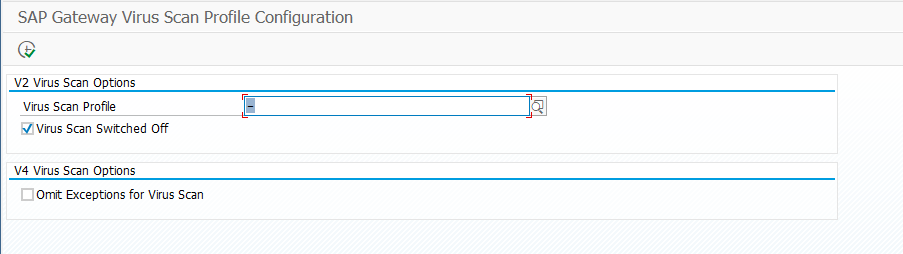 SAP Gateway Virus Scan Profile Configuration
V2 Virus Scan Options
Virus Scan Profile –
Virus Scan Switched Off
V4 Virus Scan Options
Omit Exceptions for Virus Scan